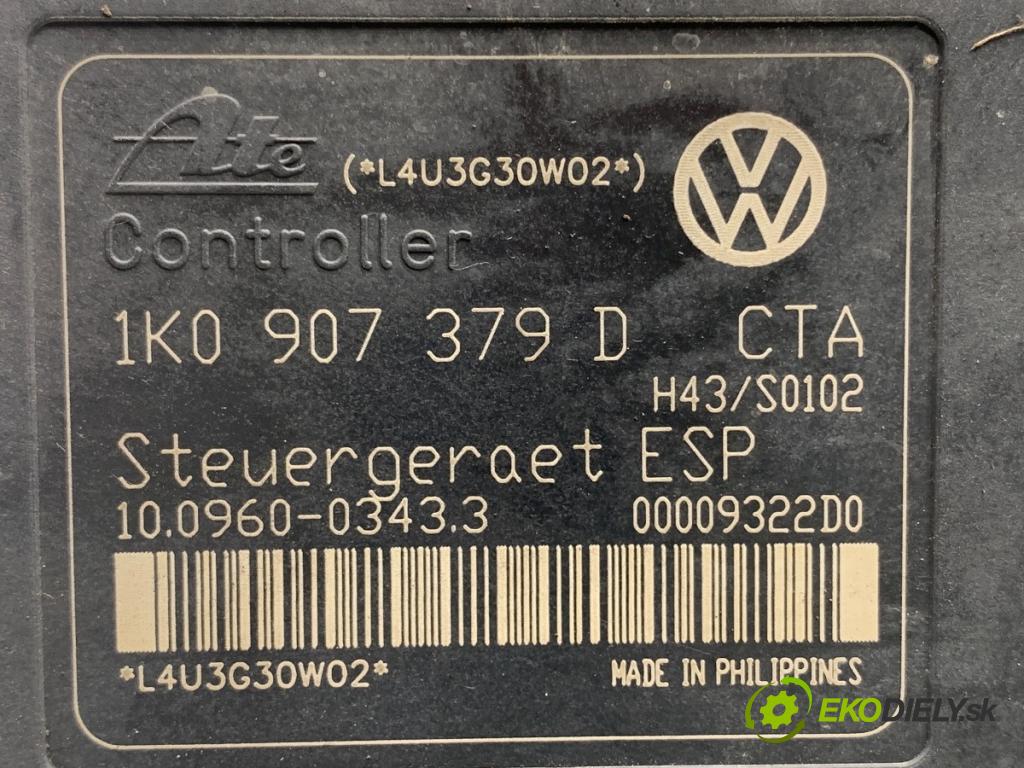 Ate (*L4U3G30W02*)
Controller
1K0 907 379 D CTA
H43/S0102
Steuergeraet ESP
10.0960-0343.3 00009322D0
*L4U3G30W02* MADE IN PHILIPPINES
EKODIELY.sk